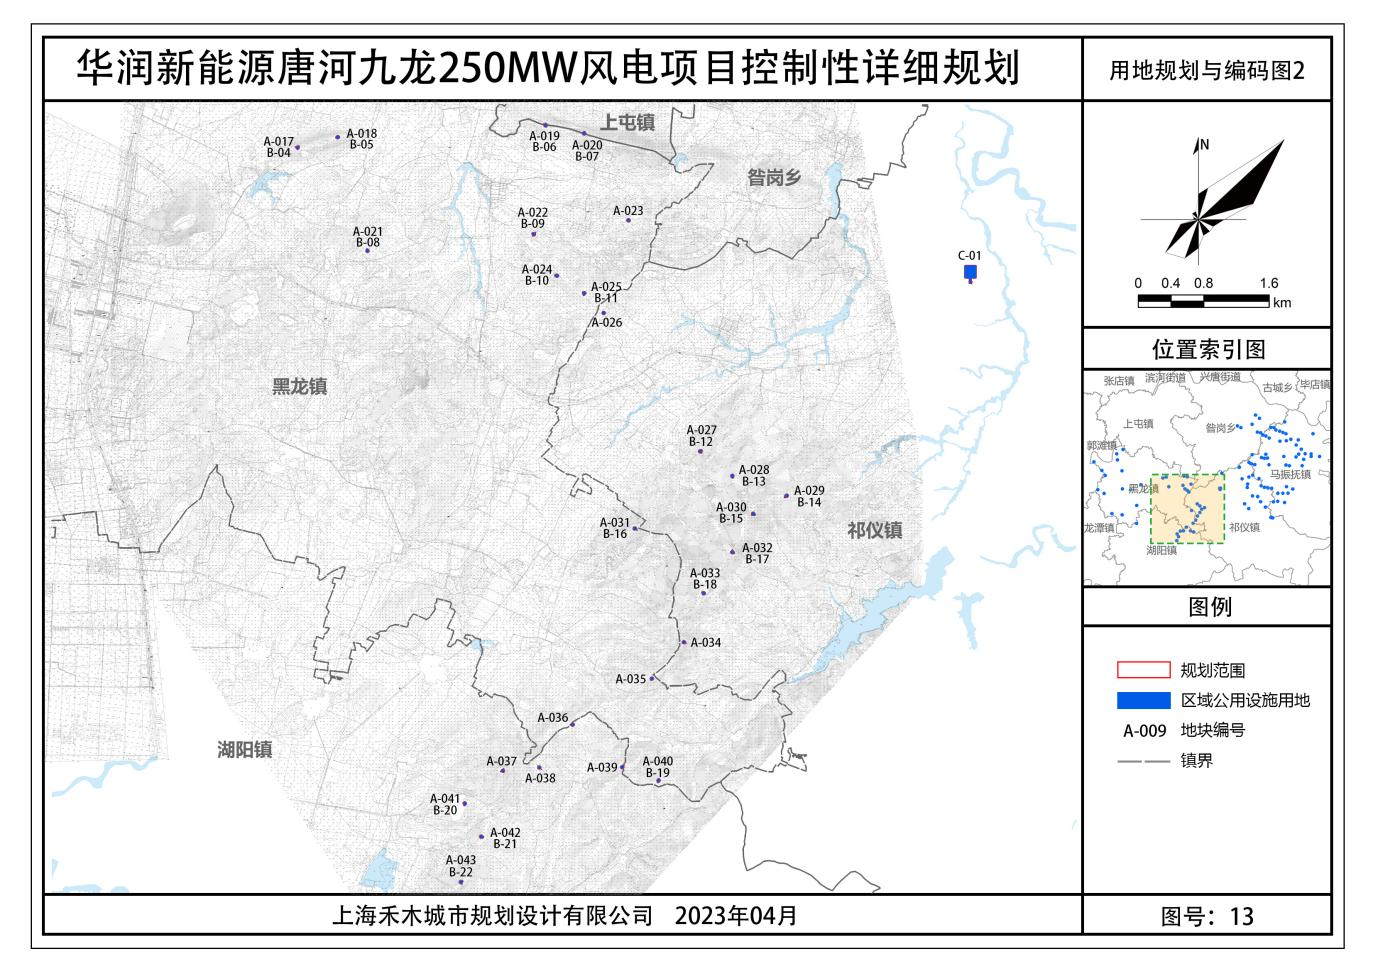 华润新能源唐河九龙250MW风电项目控制性详细规划
用地规划与编码图2
上屯镇
A-017
B-04
A-018
B-05
A-019
B-06
A-020
B-07
昝岗乡
A-021
B-08
A-022
B-09
A-023
A-024
B-10
A-025
B-11
A-026
C-01
黑龙镇
A-027
B-12
A-028
B-13
A-029
B-14
A-030
B-15
A-031
B-16
祁仪镇
A-032
B-17
A-033
B-18
A-034
A-035
A-036
湖阳镇
A-037
A-038
A-039
A-040
B-19
A-041
B-20
A-042
B-21
A-043
B-22
N
0 0.4 0.8 1.6
km
位置索引图
张店镇
滨河街道
兴唐街道
古城乡
毕店镇
上屯镇
昝岗乡
郭滩镇
马振抚镇
黑龙镇
龙潭镇
祁仪镇
湖阳镇
图例
规划范围
区域公用设施用地
A-009 地块编号
镇界
上海禾木城市规划设计有限公司 2023年04月
图号：13